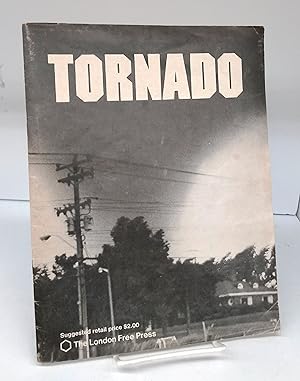 TORNADO
Suggested retail price $2.00
The London Free Press